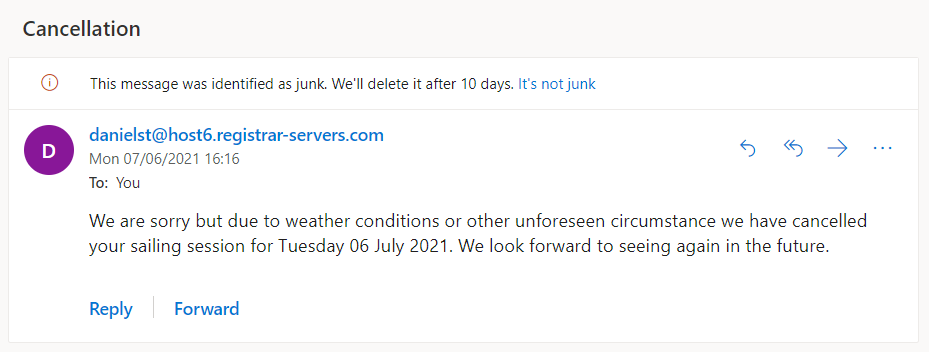 Cancellation
This message was identified as junk. We'll delete it after 10 days. It's not junk
D
danielst@host6.registrar-servers.com
Mon 07/06/2021 16:16
To: You
We are sorry but due to weather conditions or other unforeseen circumstance we have cancelled
your sailing session for Tuesday 06 July 2021. We look forward to seeing again in the future.
Reply
Forward